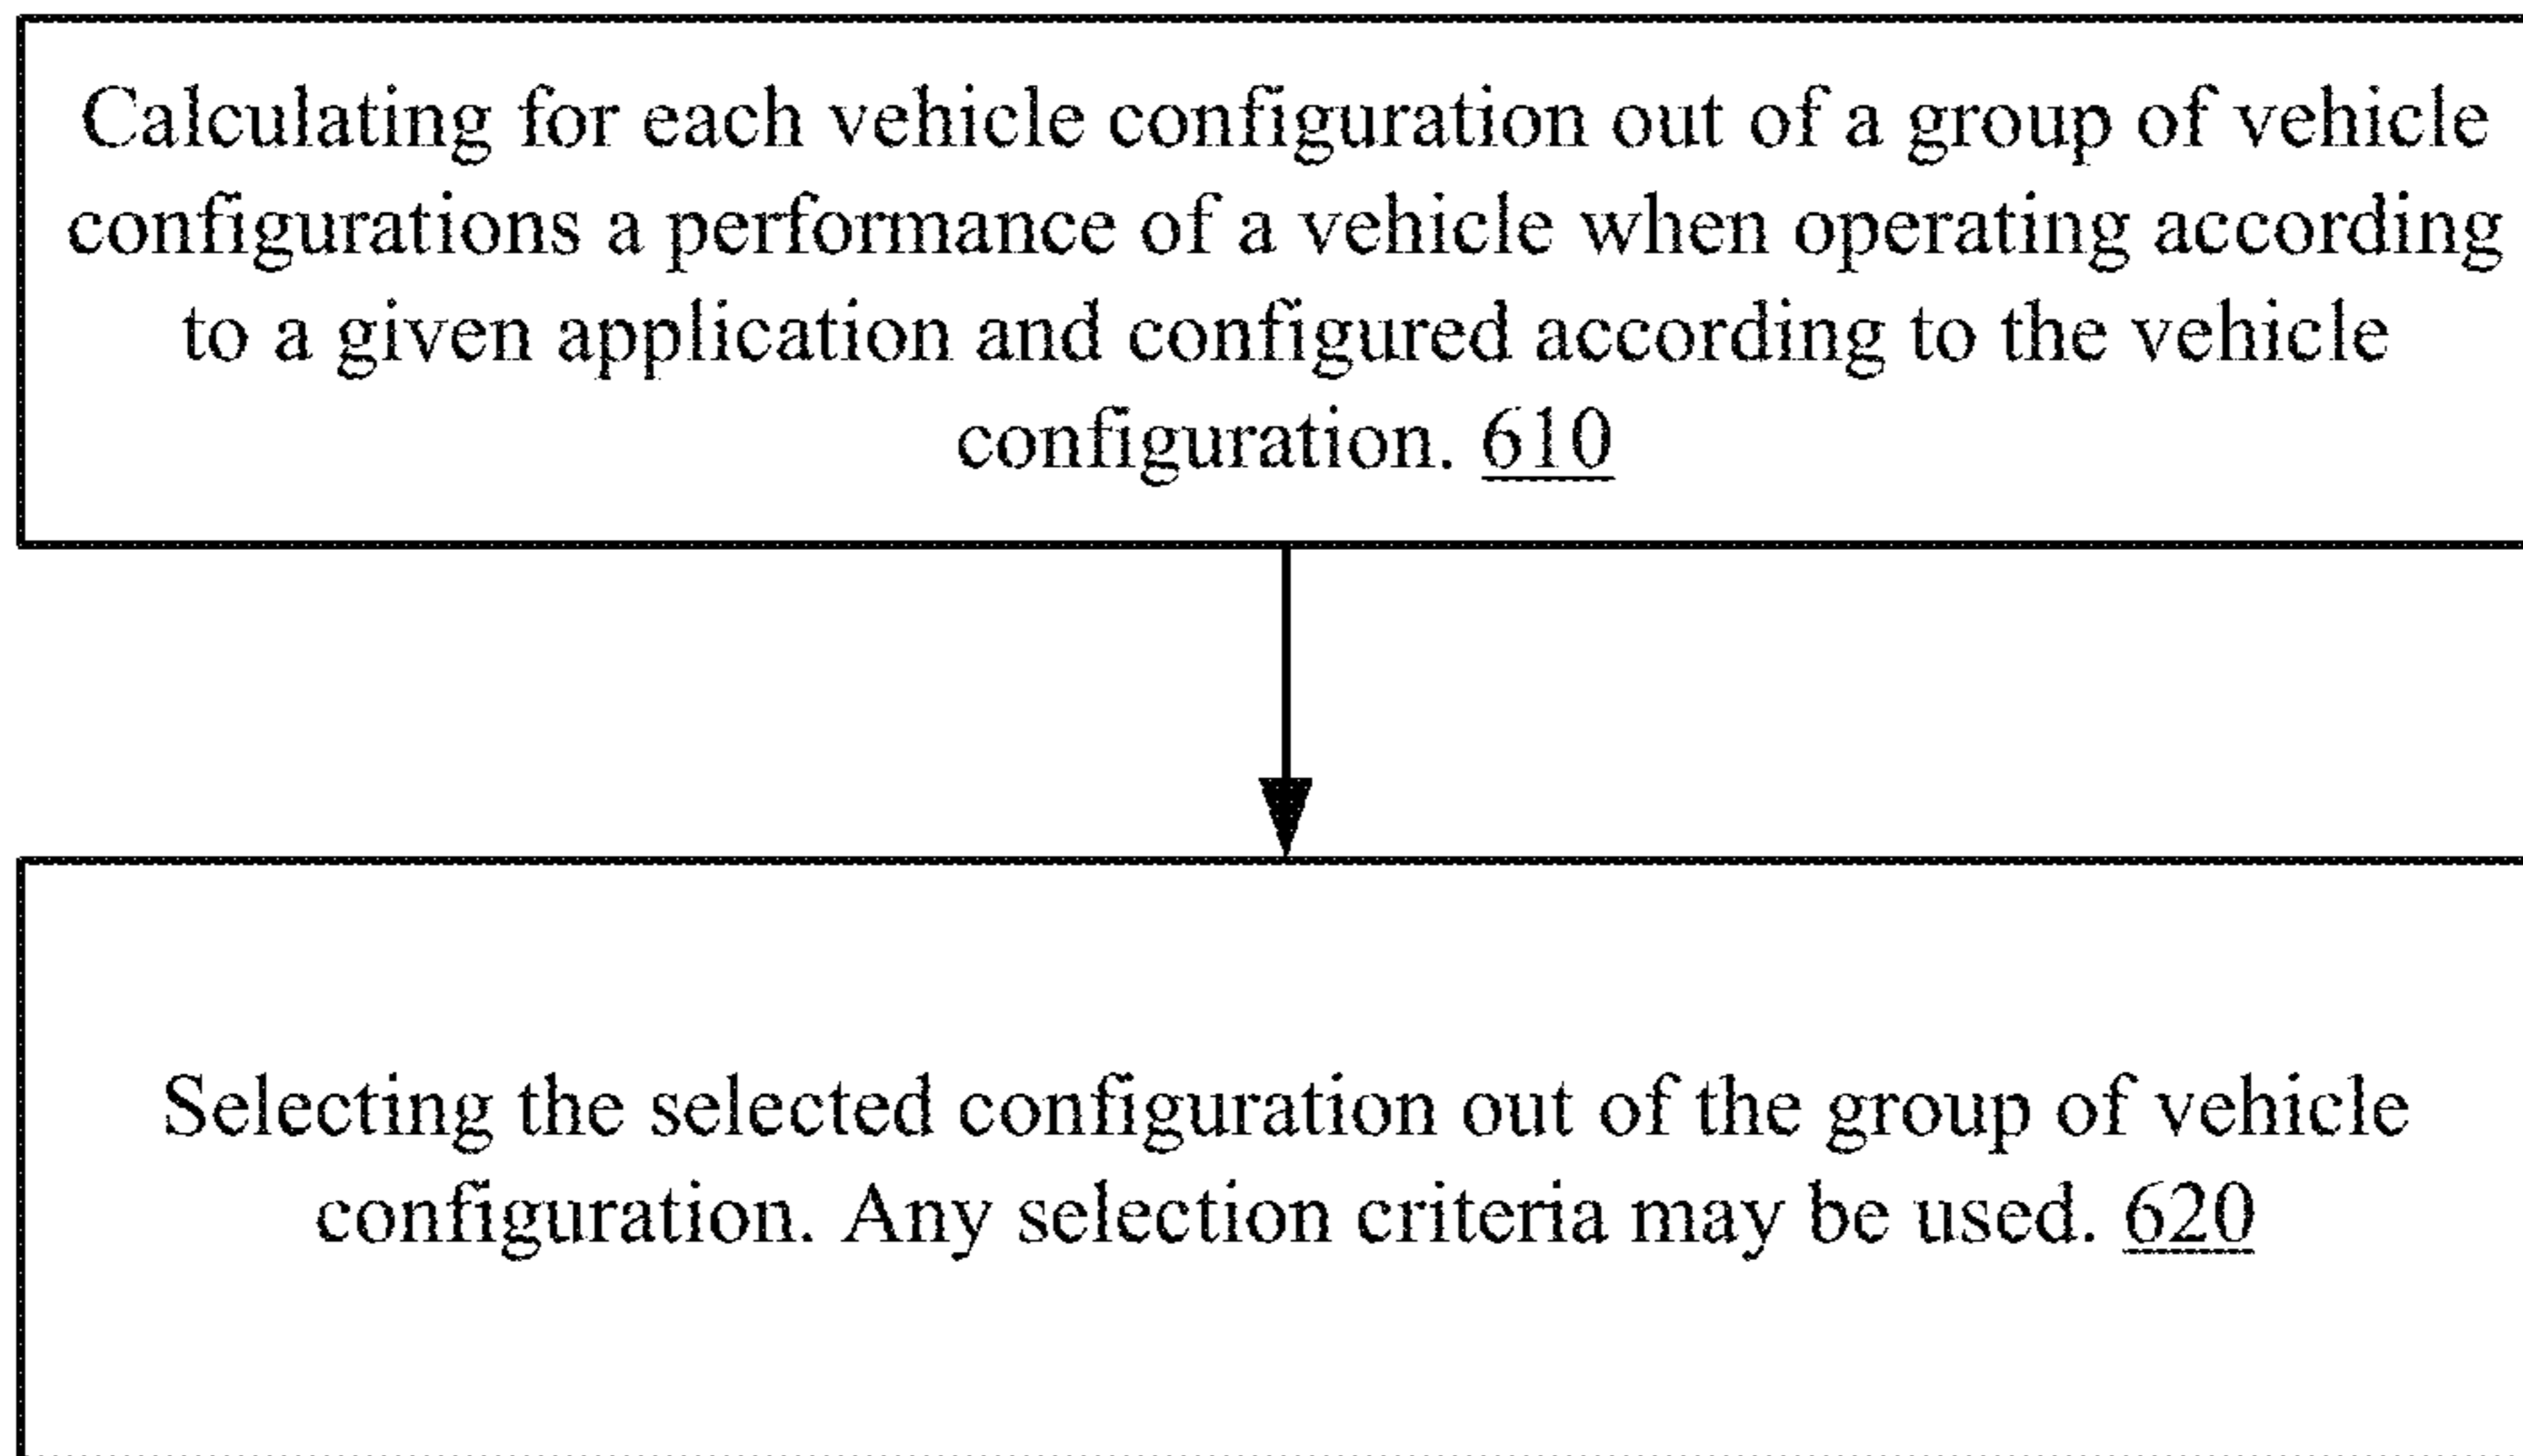 Calculating for each vehicle configuration out of a group of vehicle
configurations a performance of a vehicle when operating according
to a given application and configured according to the vehicle
configuration. 610
Selecting the selected configuration out of the group of vehicle
configuration. Any selection criteria may be used. 620